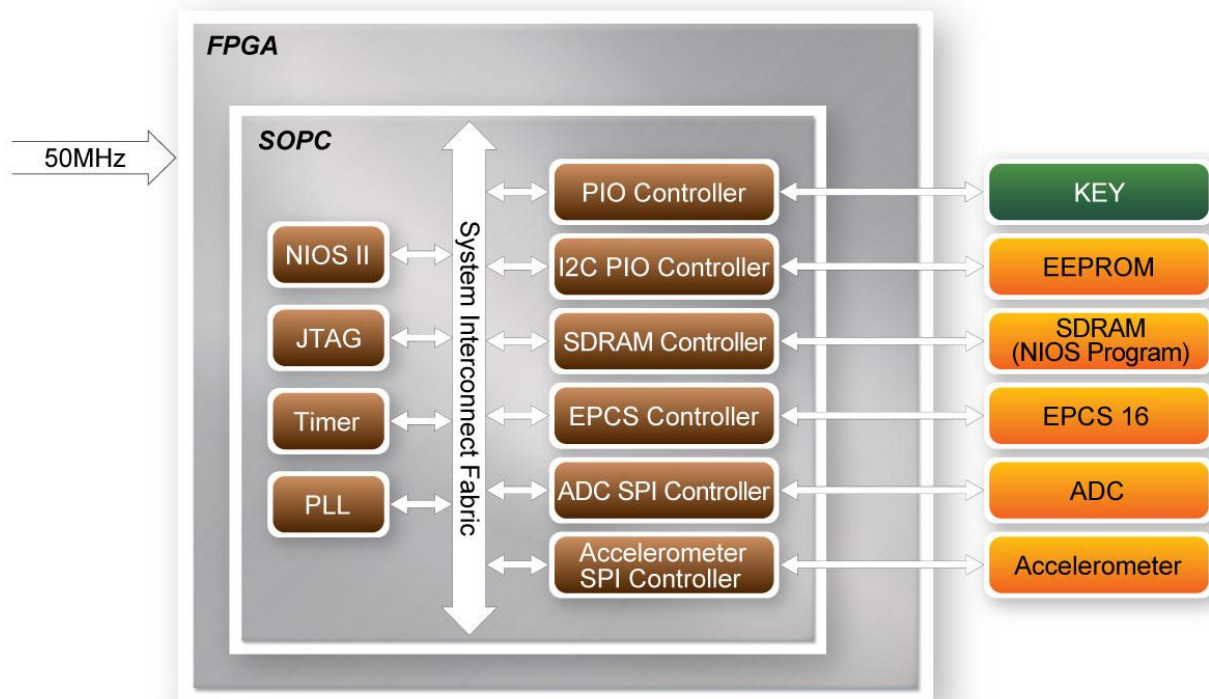 FPGA
50MHz
SOPC
NIOS II
JTAG
Timer
PLL
System Interconnect Fabric
PIO Controller
KEY
I2C PIO Controller
EEPROM
SDRAM Controller
SDRAM
(NIOS Program)
EPCS Controller
EPCS 16
ADC SPI Controller
ADC
Accelerometer
SPI Controller
Accelerometer